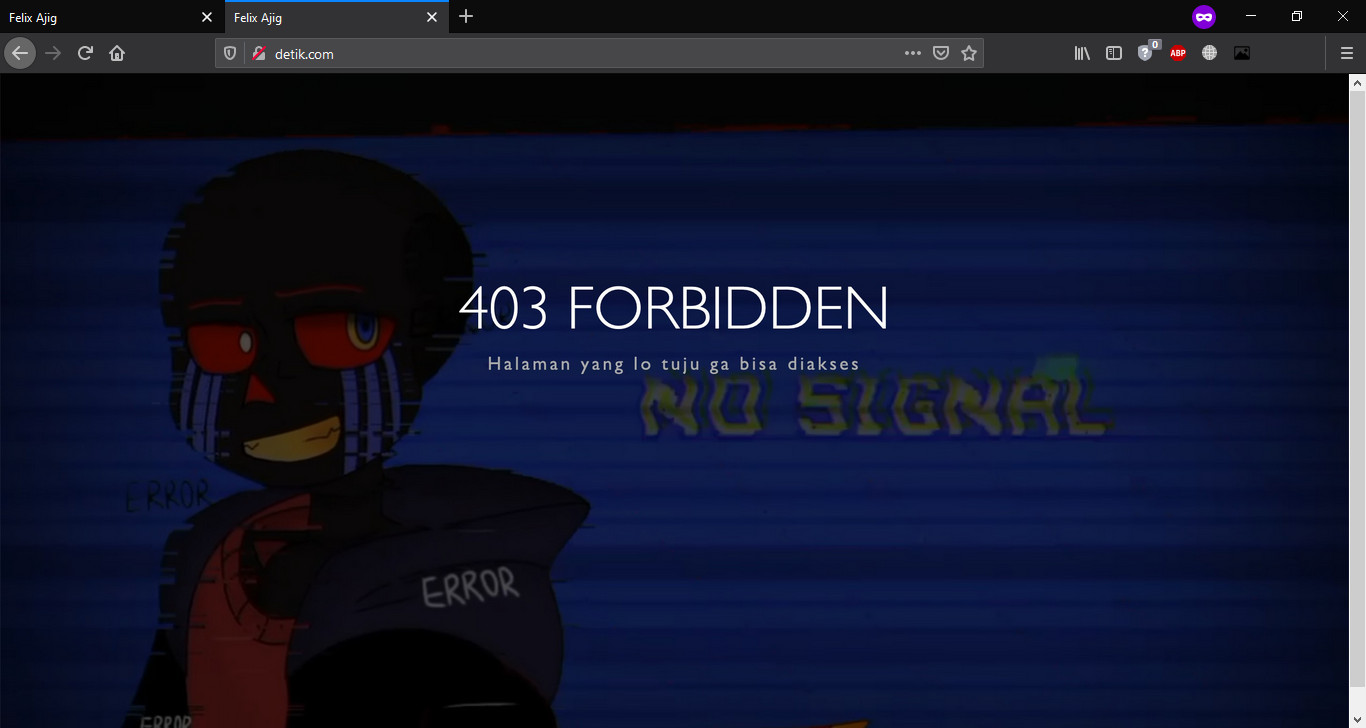 Felix Ajig
Felix Ajig
detik.com
0
ABP
403 FORBIDDEN
Halaman yang lo tuju ga bisa diakses
NO SIGNAL
ERROR
ERROR
ERROR